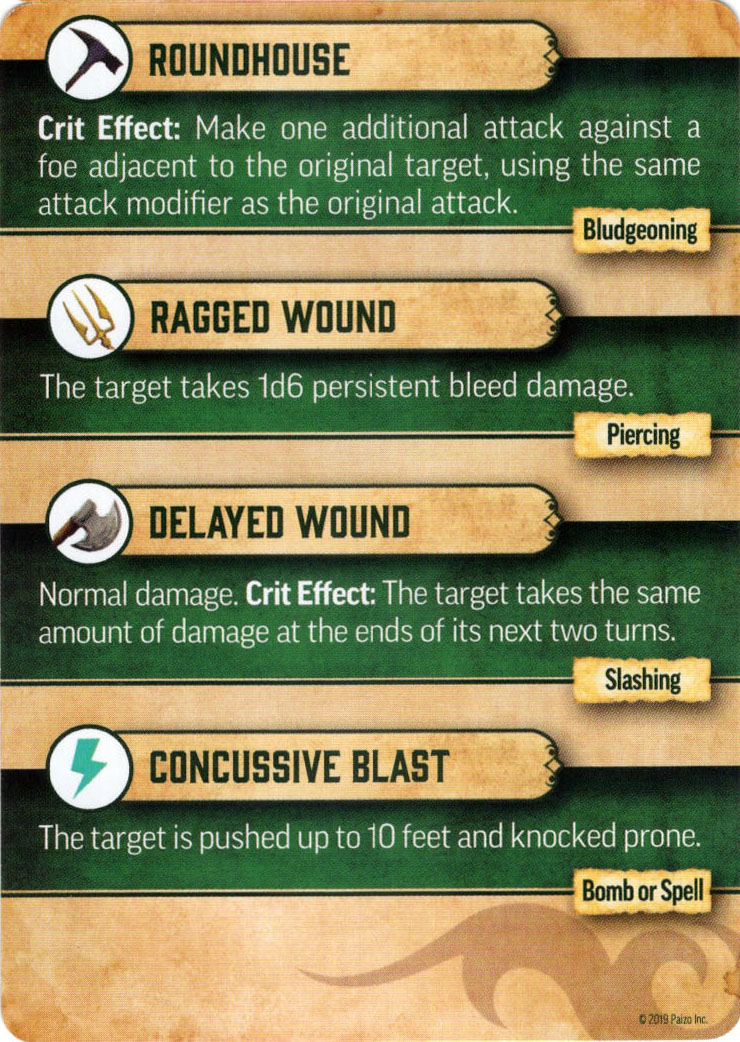 ROUNDHOUSE
Crit Effect: Make one additional attack against a
foe adjacent to the original target, using the same
attack modifier as the original attack.
Bludgeoning
RAGGED WOUND
The target takes 1d6 persistent bleed damage.
Piercing
DELAYED WOUND
Normal damage. Crit Effect: The target takes the same
amount of damage at the ends of its next two turns.
Slashing
CONCUSSIVE BLAST
The target is pushed up to 10 feet and knocked prone.
Bomb or Spell
© 2019 Paizo Inc.